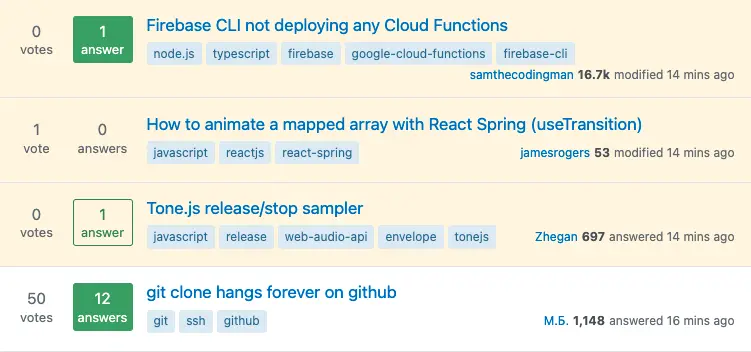 0 votes
1 answer
Firebase CLI not deploying any Cloud Functions
node.js typescript firebase google-cloud-functions firebase-cli
samthecodingman 16.7k modified 14 mins ago
1 vote
0 answers
How to animate a mapped array with React Spring (useTransition)
javascript reactjs react-spring
jamesrogers 53 modified 14 mins ago
0 votes
1 answer
Tone.js release/stop sampler
javascript release web-audio-api envelope tonejs
Zhegan 697 answered 14 mins ago
50 votes
12 answers
git clone hangs forever on github
git ssh github
М.Б. 1,148 answered 16 mins ago